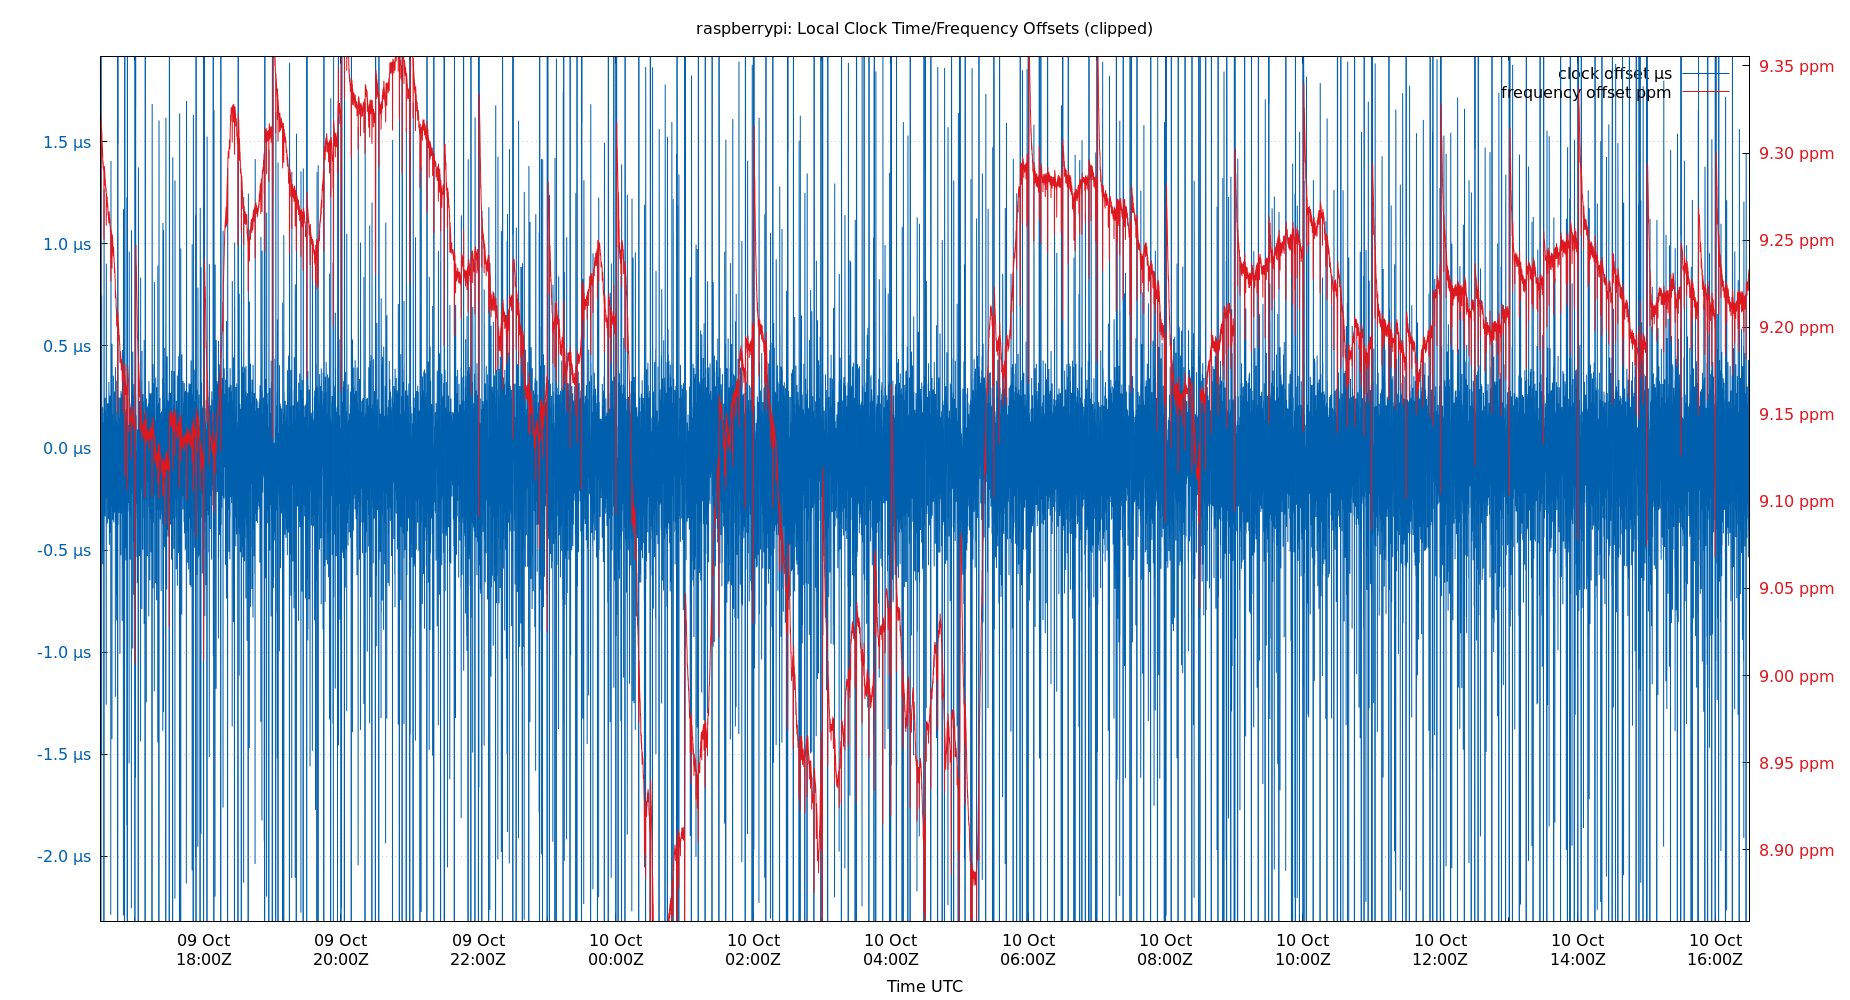 raspberrypi: Local Clock Time/Frequency Offsets (clipped)
clock offset µs
frequency offset ppm
1.5 µs
1.0 µs
0.5 µs
0.0 µs
-0.5 µs
-1.0 µs
-1.5 µs
-2.0 µs
9.35 ppm
9.30 ppm
9.25 ppm
9.20 ppm
9.15 ppm
9.10 ppm
9.05 ppm
9.00 ppm
8.95 ppm
8.90 ppm
09 Oct
18:00Z
09 Oct
20:00Z
09 Oct
22:00Z
10 Oct
00:00Z
10 Oct
02:00Z
10 Oct
04:00Z
10 Oct
06:00Z
10 Oct
08:00Z
10 Oct
10:00Z
10 Oct
12:00Z
10 Oct
14:00Z
10 Oct
16:00Z
Time UTC